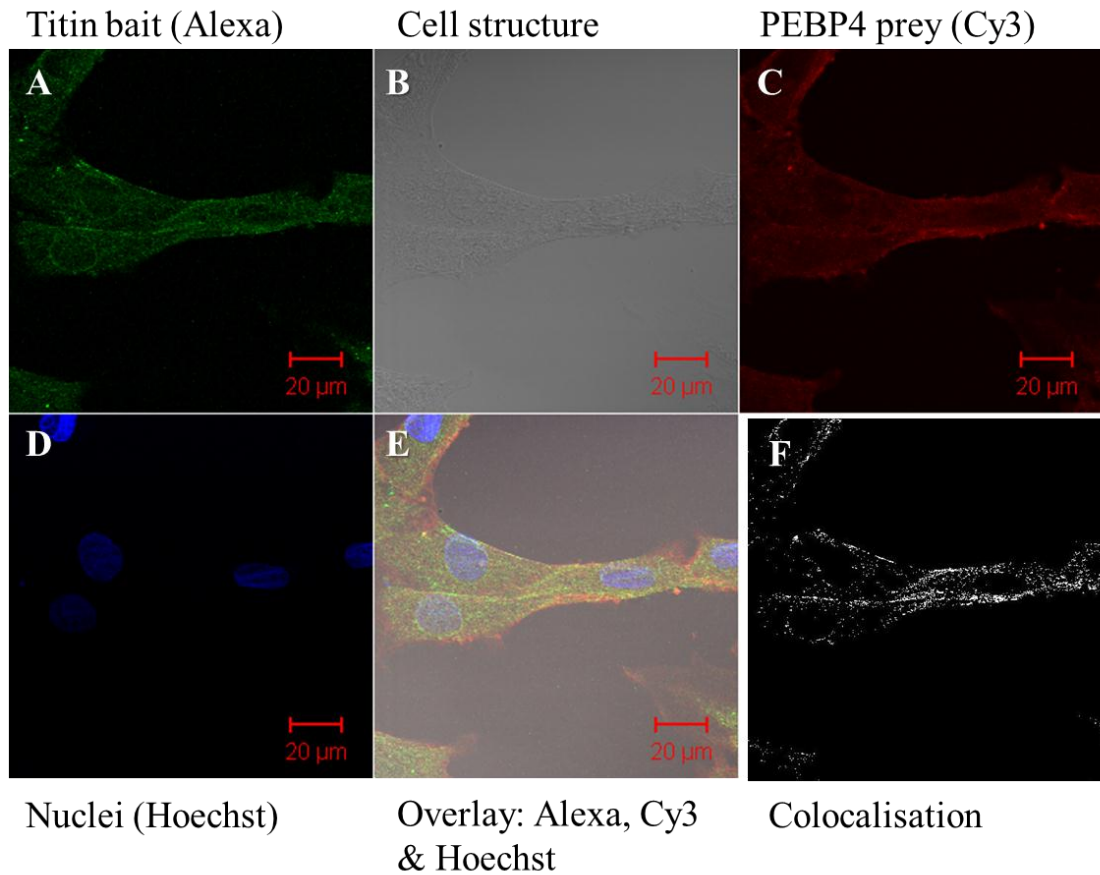 Titin bait (Alexa)
Cell structure
PEBP4 prey (Cy3)
A
B
C
20 µm
20 µm
20 µm
D
E
F
20 µm
20 µm
Nuclei (Hoechst)
Overlay: Alexa, Cy3
& Hoechst
Colocalisation